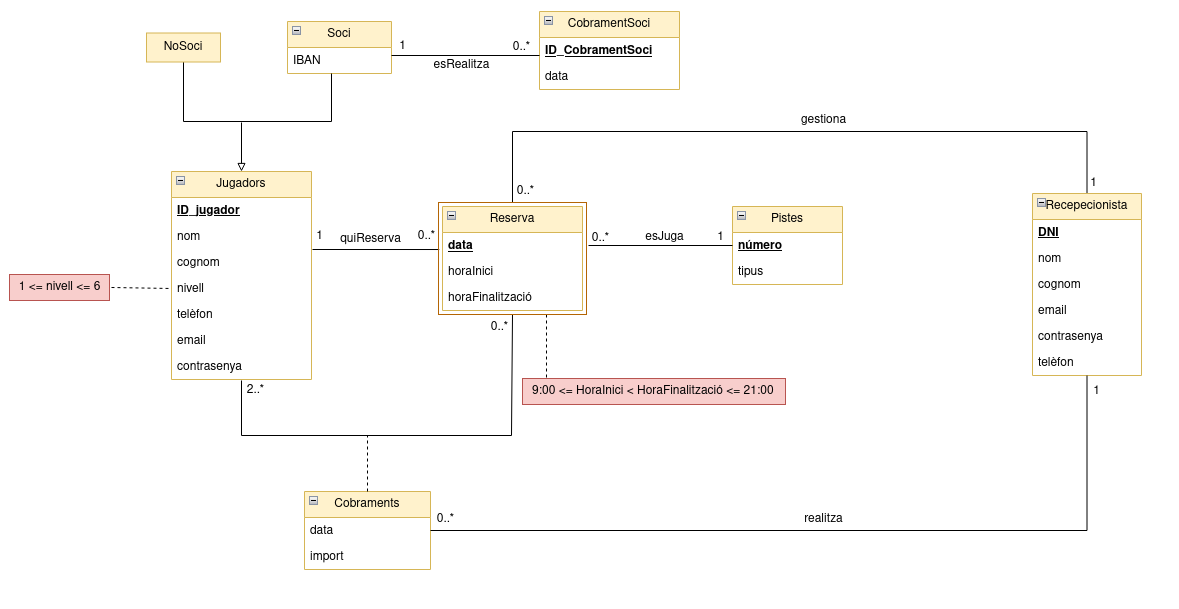 NoSoci
Soci
IBAN
1
0..*
esRealitza
CobramentSoci
ID_CobramentSoci
data
gestiona
Jugadors
ID_jugador
nom
cognom
nivell
telèfon
email
contrasenya
1 <= nivell <= 6
1
quiReserva
0..*
0..*
Reserva
data
horaInici
horaFinalització
0..*
esJuga
1
Pistes
número
tipus
1
Recepecionista
DNI
nom
cognom
email
contrasenya
telèfon
0..*
9:00 <= HoraInici < HoraFinalització <= 21:00
2..*
1
Cobraments
data
import
0..*
realitza